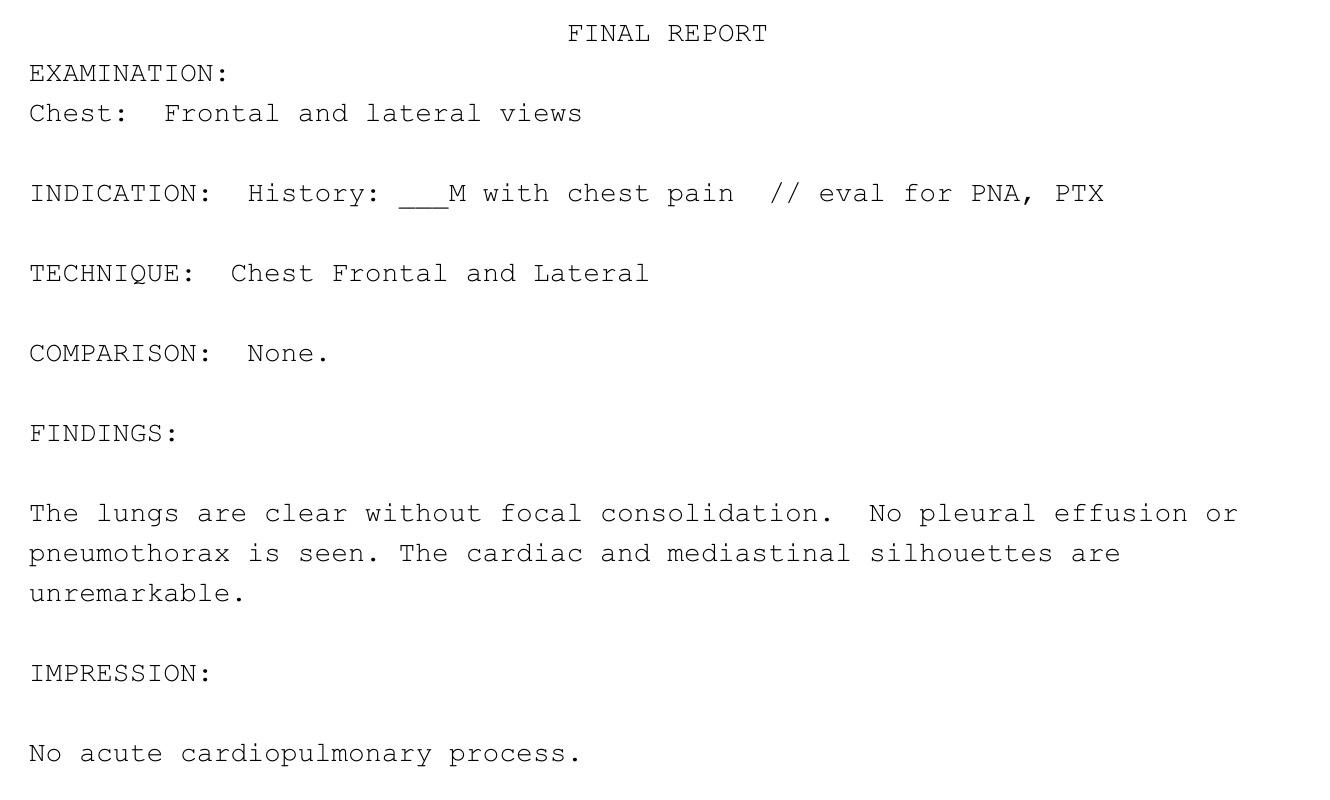 FINAL REPORT
EXAMINATION:
Chest:  Frontal and lateral views
INDICATION:  History: ___M with chest pain  // eval for PNA, PTX
TECHNIQUE:  Chest Frontal and Lateral
COMPARISON:  None.
FINDINGS:
The lungs are clear without focal consolidation.  No pleural effusion or
pneumothorax is seen. The cardiac and mediastinal silhouettes are
unremarkable.
IMPRESSION:
No acute cardiopulmonary process.